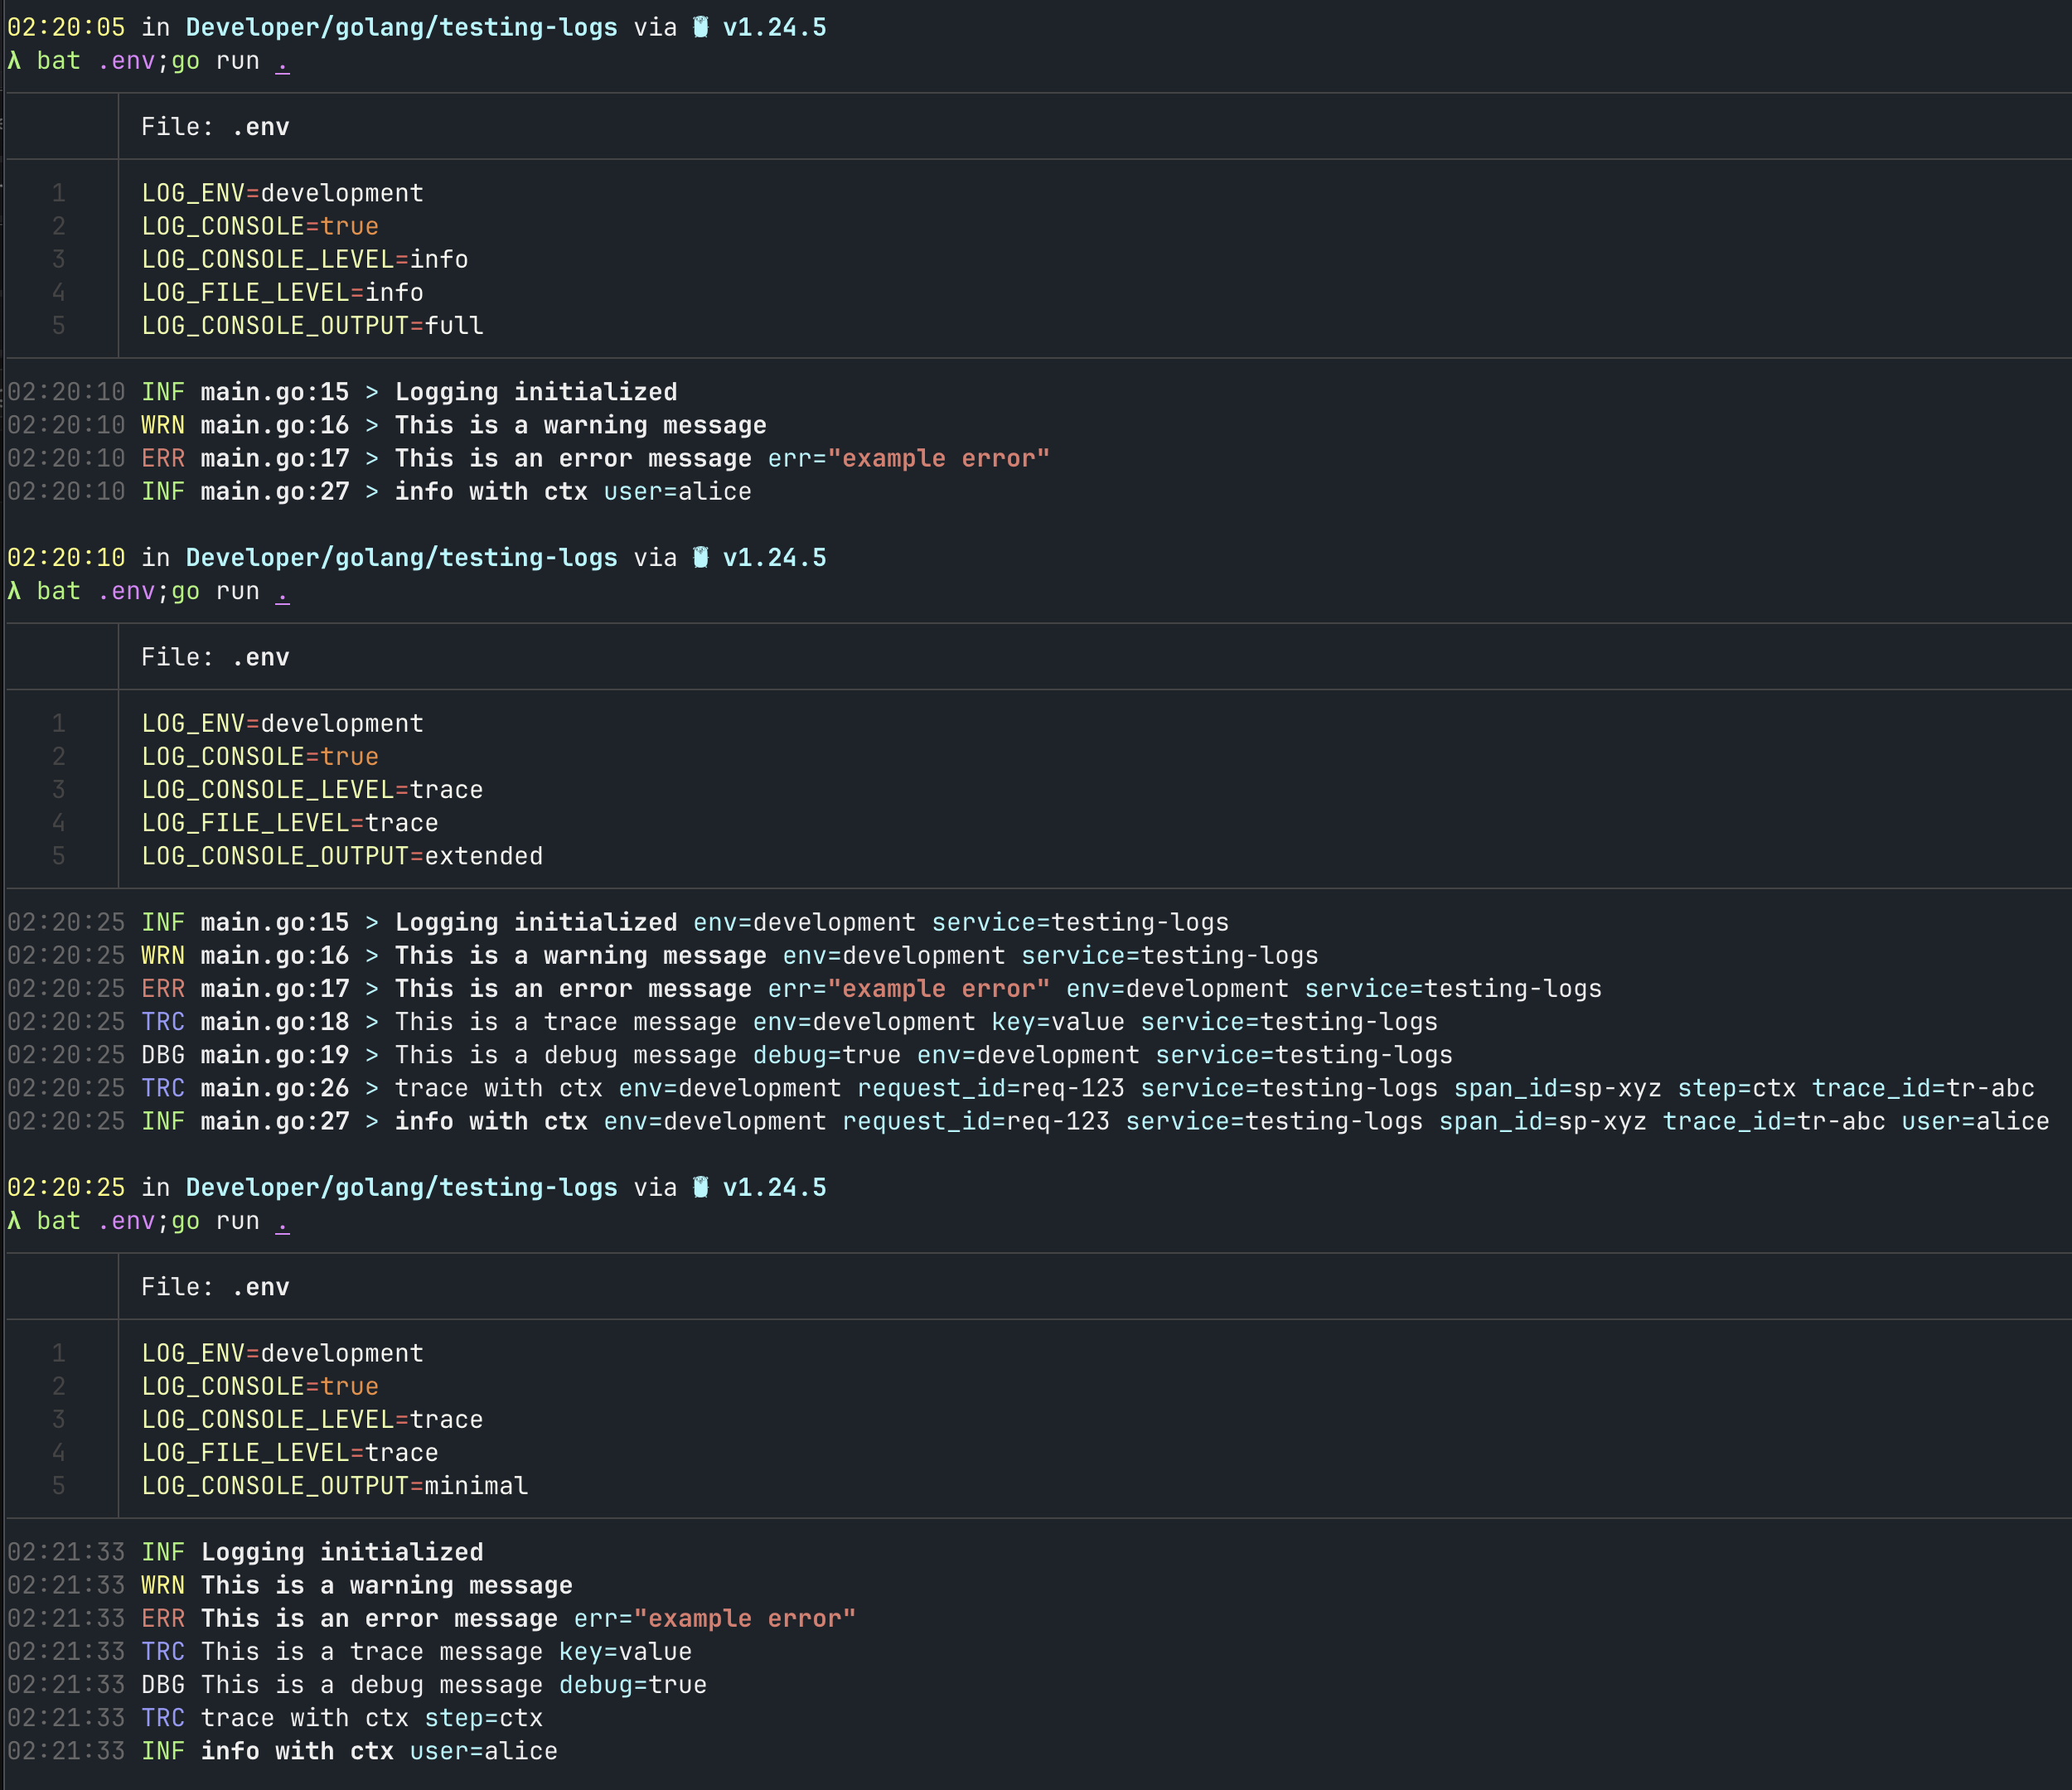 02:20:05 in Developer/golang/testing-logs via v1.24.5
λ bat .env;go run .
File: .env
1 LOG_ENV=development
2 LOG_CONSOLE=true
3 LOG_CONSOLE_LEVEL=info
4 LOG_FILE_LEVEL=info
5 LOG_CONSOLE_OUTPUT=full
02:20:10 INF main.go:15 > Logging initialized
02:20:10 WRN main.go:16 > This is a warning message
02:20:10 ERR main.go:17 > This is an error message err="example error"
02:20:10 INF main.go:27 > info with ctx user=alice
02:20:10 in Developer/golang/testing-logs via v1.24.5
λ bat .env;go run .
File: .env
1 LOG_ENV=development
2 LOG_CONSOLE=true
3 LOG_CONSOLE_LEVEL=trace
4 LOG_FILE_LEVEL=trace
5 LOG_CONSOLE_OUTPUT=extended
02:20:25 INF main.go:15 > Logging initialized env=development service=testing-logs
02:20:25 WRN main.go:16 > This is a warning message env=development service=testing-logs
02:20:25 ERR main.go:17 > This is an error message err="example error" env=development service=testing-logs
02:20:25 TRC main.go:18 > This is a trace message env=development key=value service=testing-logs
02:20:25 DBG main.go:19 > This is a debug message debug=true env=development service=testing-logs
02:20:25 TRC main.go:26 > trace with ctx env=development request_id=req-123 service=testing-logs span_id=sp-xyz step=ctx trace_id=tr-abc
02:20:25 INF main.go:27 > info with ctx env=development request_id=req-123 service=testing-logs span_id=sp-xyz trace_id=tr-abc user=alice
02:20:25 in Developer/golang/testing-logs via v1.24.5
λ bat .env;go run .
File: .env
1 LOG_ENV=development
2 LOG_CONSOLE=true
3 LOG_CONSOLE_LEVEL=trace
4 LOG_FILE_LEVEL=trace
5 LOG_CONSOLE_OUTPUT=minimal
02:21:33 INF Logging initialized
02:21:33 WRN This is a warning message
02:21:33 ERR This is an error message err="example error"
02:21:33 TRC This is a trace message key=value
02:21:33 DBG This is a debug message debug=true
02:21:33 TRC trace with ctx step=ctx
02:21:33 INF info with ctx user=alice